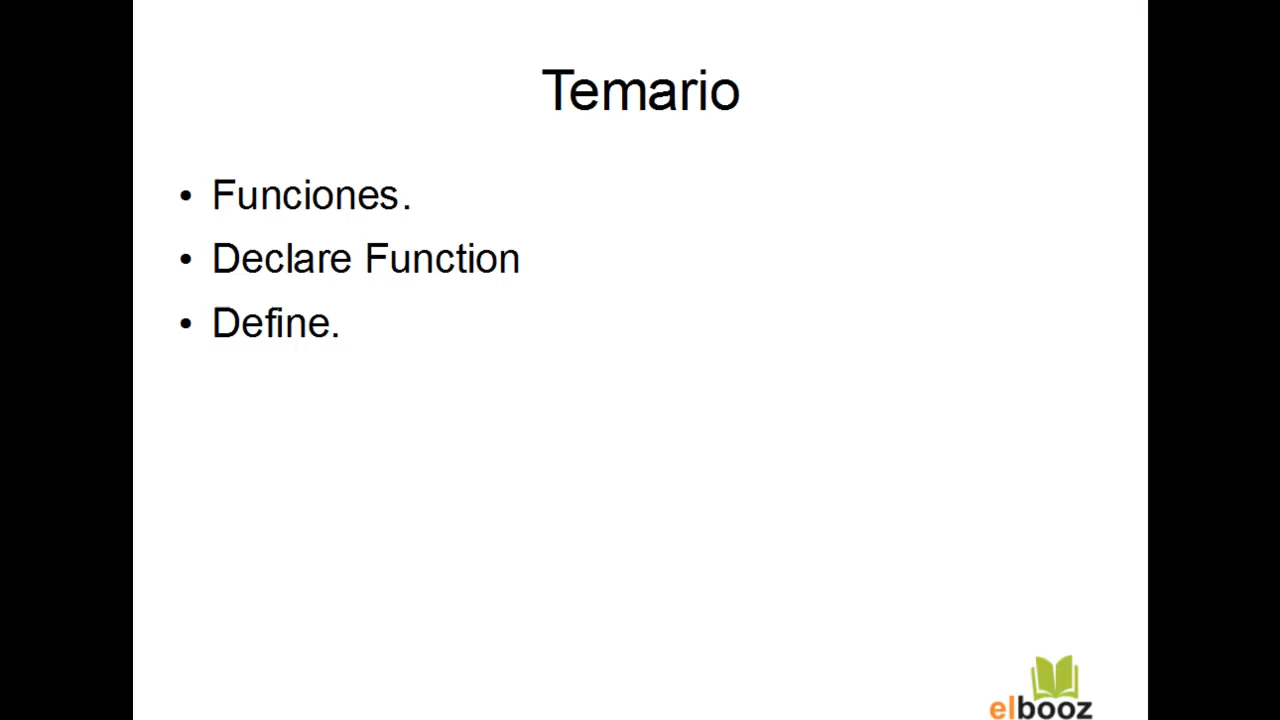 Temario
• Funciones.
• Declare Function
• Define.
elbooz